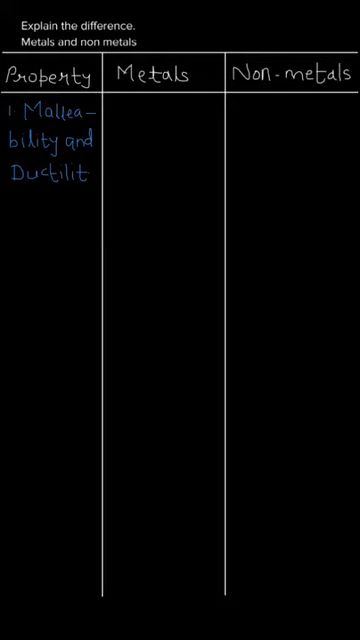 Explain the difference.
Metals and non metals
Property Metals Non-metals
1. Mallea-
bility and
Ductilit